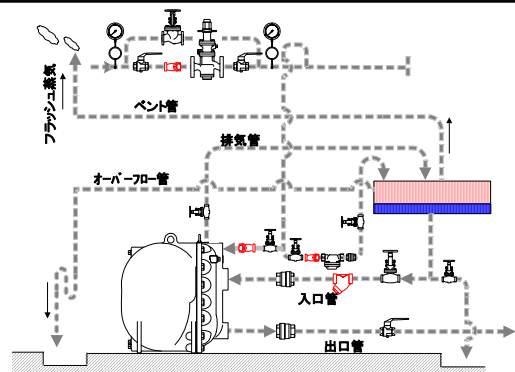 フラッシュ蒸気
ベント管
排気管
オーバーフロー管
入口管
出口管